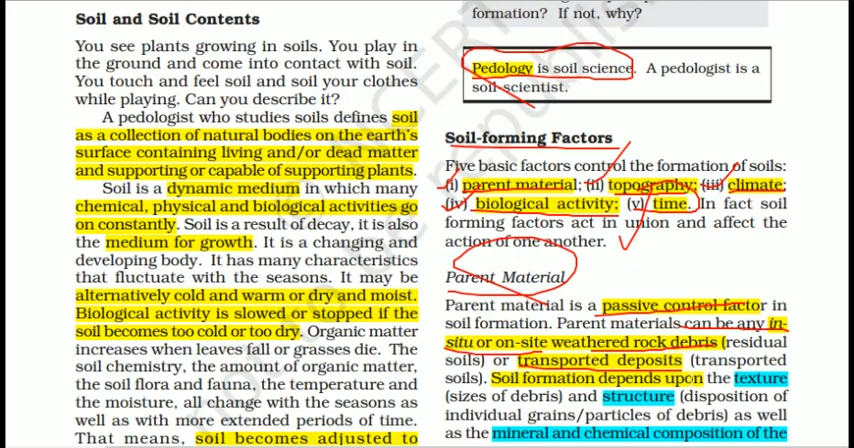 Soil and Soil Contents
You see plants growing in soils. You play in
the ground and come into contact with soil.
You touch and feel soil and soil your clothes
while playing. Can you describe it?
A pedologist who studies soils defines soil
as a collection of natural bodies on the earth's
surface containing living and/or dead matter
and supporting or capable of supporting plants.
Soil is a dynamic medium in which many
chemical, physical and biological activities go
on constantly. Soil is a result of decay, it is also
the medium for growth. It is a changing and
developing body. It has many characteristics
that fluctuate with the seasons. It may be
alternatively cold and warm or dry and moist.
Biological activity is slowed or stopped if the
soil becomes too cold or too dry. Organic matter
increases when leaves fall or grasses die. The
soil chemistry, the amount of organic matter,
the soil flora and fauna, the temperature and
the moisture, all change with the seasons as
well as with more extended periods of time.
That means, soil becomes adjusted to
formation? If not, why?
Pedology is soil science. A pedologist is a
soil-scientist.
Soil-forming Factors
Five basic factors control the formation of soils:
(i) parent material; (ii) topography; (iii) climate;
(iv) biological activity; (v) time. In fact soil
forming factors act in union and affect the
action of one another.
Parent Material
Parent material is a passive control factor in
soil formation. Parent materials can be any in-
situ or on-site weathered rock debris (residual
soils) or transported deposits (transported
soils). Soil formation depends upon the texture
(sizes of debris) and structure (disposition of
individual grains/particles of debris) as well
as the mineral and chemical composition of the